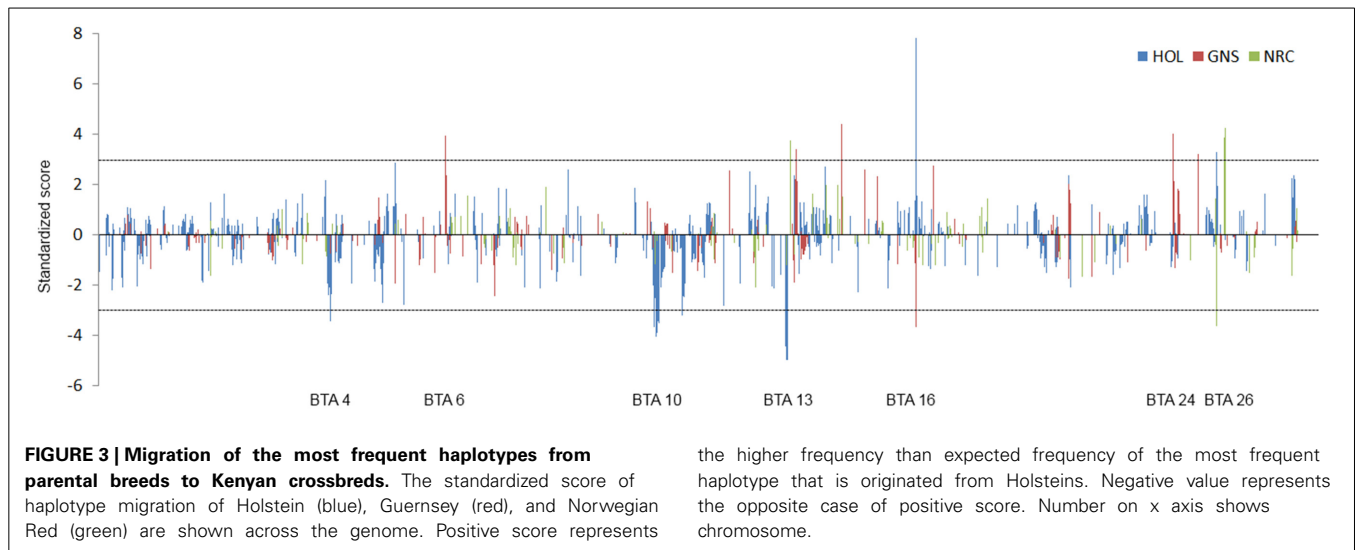 8
6
4
2
0
-2
-4
-6
Standardized score
HOL GNS NRC
BTA 4 BTA 6 BTA 10 BTA 13 BTA 16 BTA 24 BTA 26
FIGURE 3 | Migration of the most frequent haplotypes from
parental breeds to Kenyan crossbreds. The standardized score of
haplotype migration of Holstein (blue), Guernsey (red), and Norwegian
Red (green) are shown across the genome. Positive score represents
the higher frequency than expected frequency of the most frequent
haplotype that is originated from Holsteins. Negative value represents
the opposite case of positive score. Number on x axis shows
chromosome.